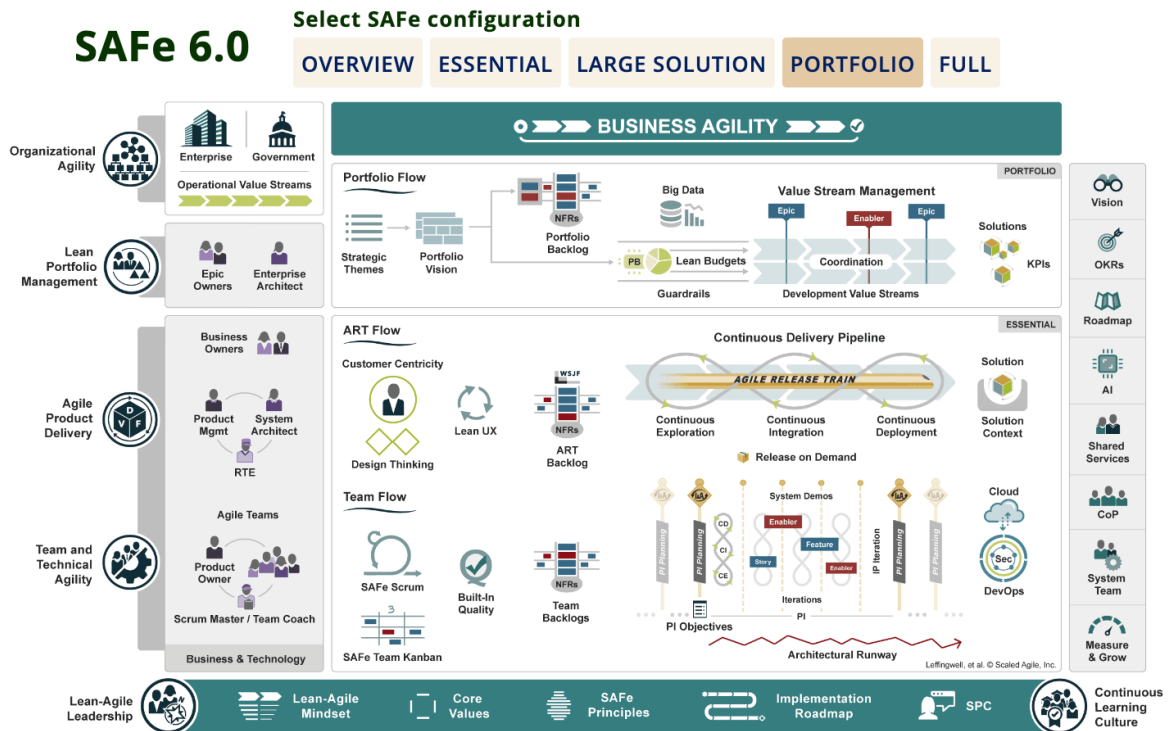 SAFe 6.0
Select SAFe configuration
OVERVIEW
ESSENTIAL
LARGE SOLUTION
PORTFOLIO
FULL
Organizational
Agility
Enterprise
Government
Operational Value Streams
BUSINESS AGILITY
Lean
Portfolio
Management
Epic
Owners
Enterprise
Architect
PORTFOLIO
Portfolio Flow
Strategic
Themes
Portfolio
Vision
NFRs
Portfolio
Backlog
Big Data
PB
Lean Budgets
Guardrails
Value Stream Management
Epic
Enabler
Epic
Coordination
Development Value Streams
Solutions
KPIs
Vision
OKRs
Roadmap
AI
Shared
Services
CoP
System
Team
Measure
& Grow
Agile
Product
Delivery
D
V
F
Business
Owners
Product
Mgmt
System
Architect
RTE
ESSENTIAL
ART Flow
Customer Centricity
Design Thinking
Lean UX
WSJF
NFRs
ART
Backlog
Continuous Delivery Pipeline
AGILE RELEASE TRAIN
Continuous
Exploration
Continuous
Integration
Continuous
Deployment
Release on Demand
Solution
Solution
Context
Team and
Technical
Agility
Agile Teams
Product
Owner
Scrum Master / Team Coach
Business & Technology
Team Flow
SAFe Scrum
3
SAFe Team Kanban
Built-In
Quality
NFRs
Team
Backlogs
PI Planning
PI Planning
CD
CI
CE
System Demos
Enabler
Feature
Story
Enabler
Iterations
IP Iteration
PI Planning
PI Planning
PI
PI Objectives
Architectural Runway
Cloud
Sec
DevOps
Leffingwell, et al. © Scaled Agile, Inc.
Lean-Agile
Leadership
Lean-Agile
Mindset
Core
Values
SAFe
Principles
Implementation
Roadmap
SPC
Continuous
Learning
Culture